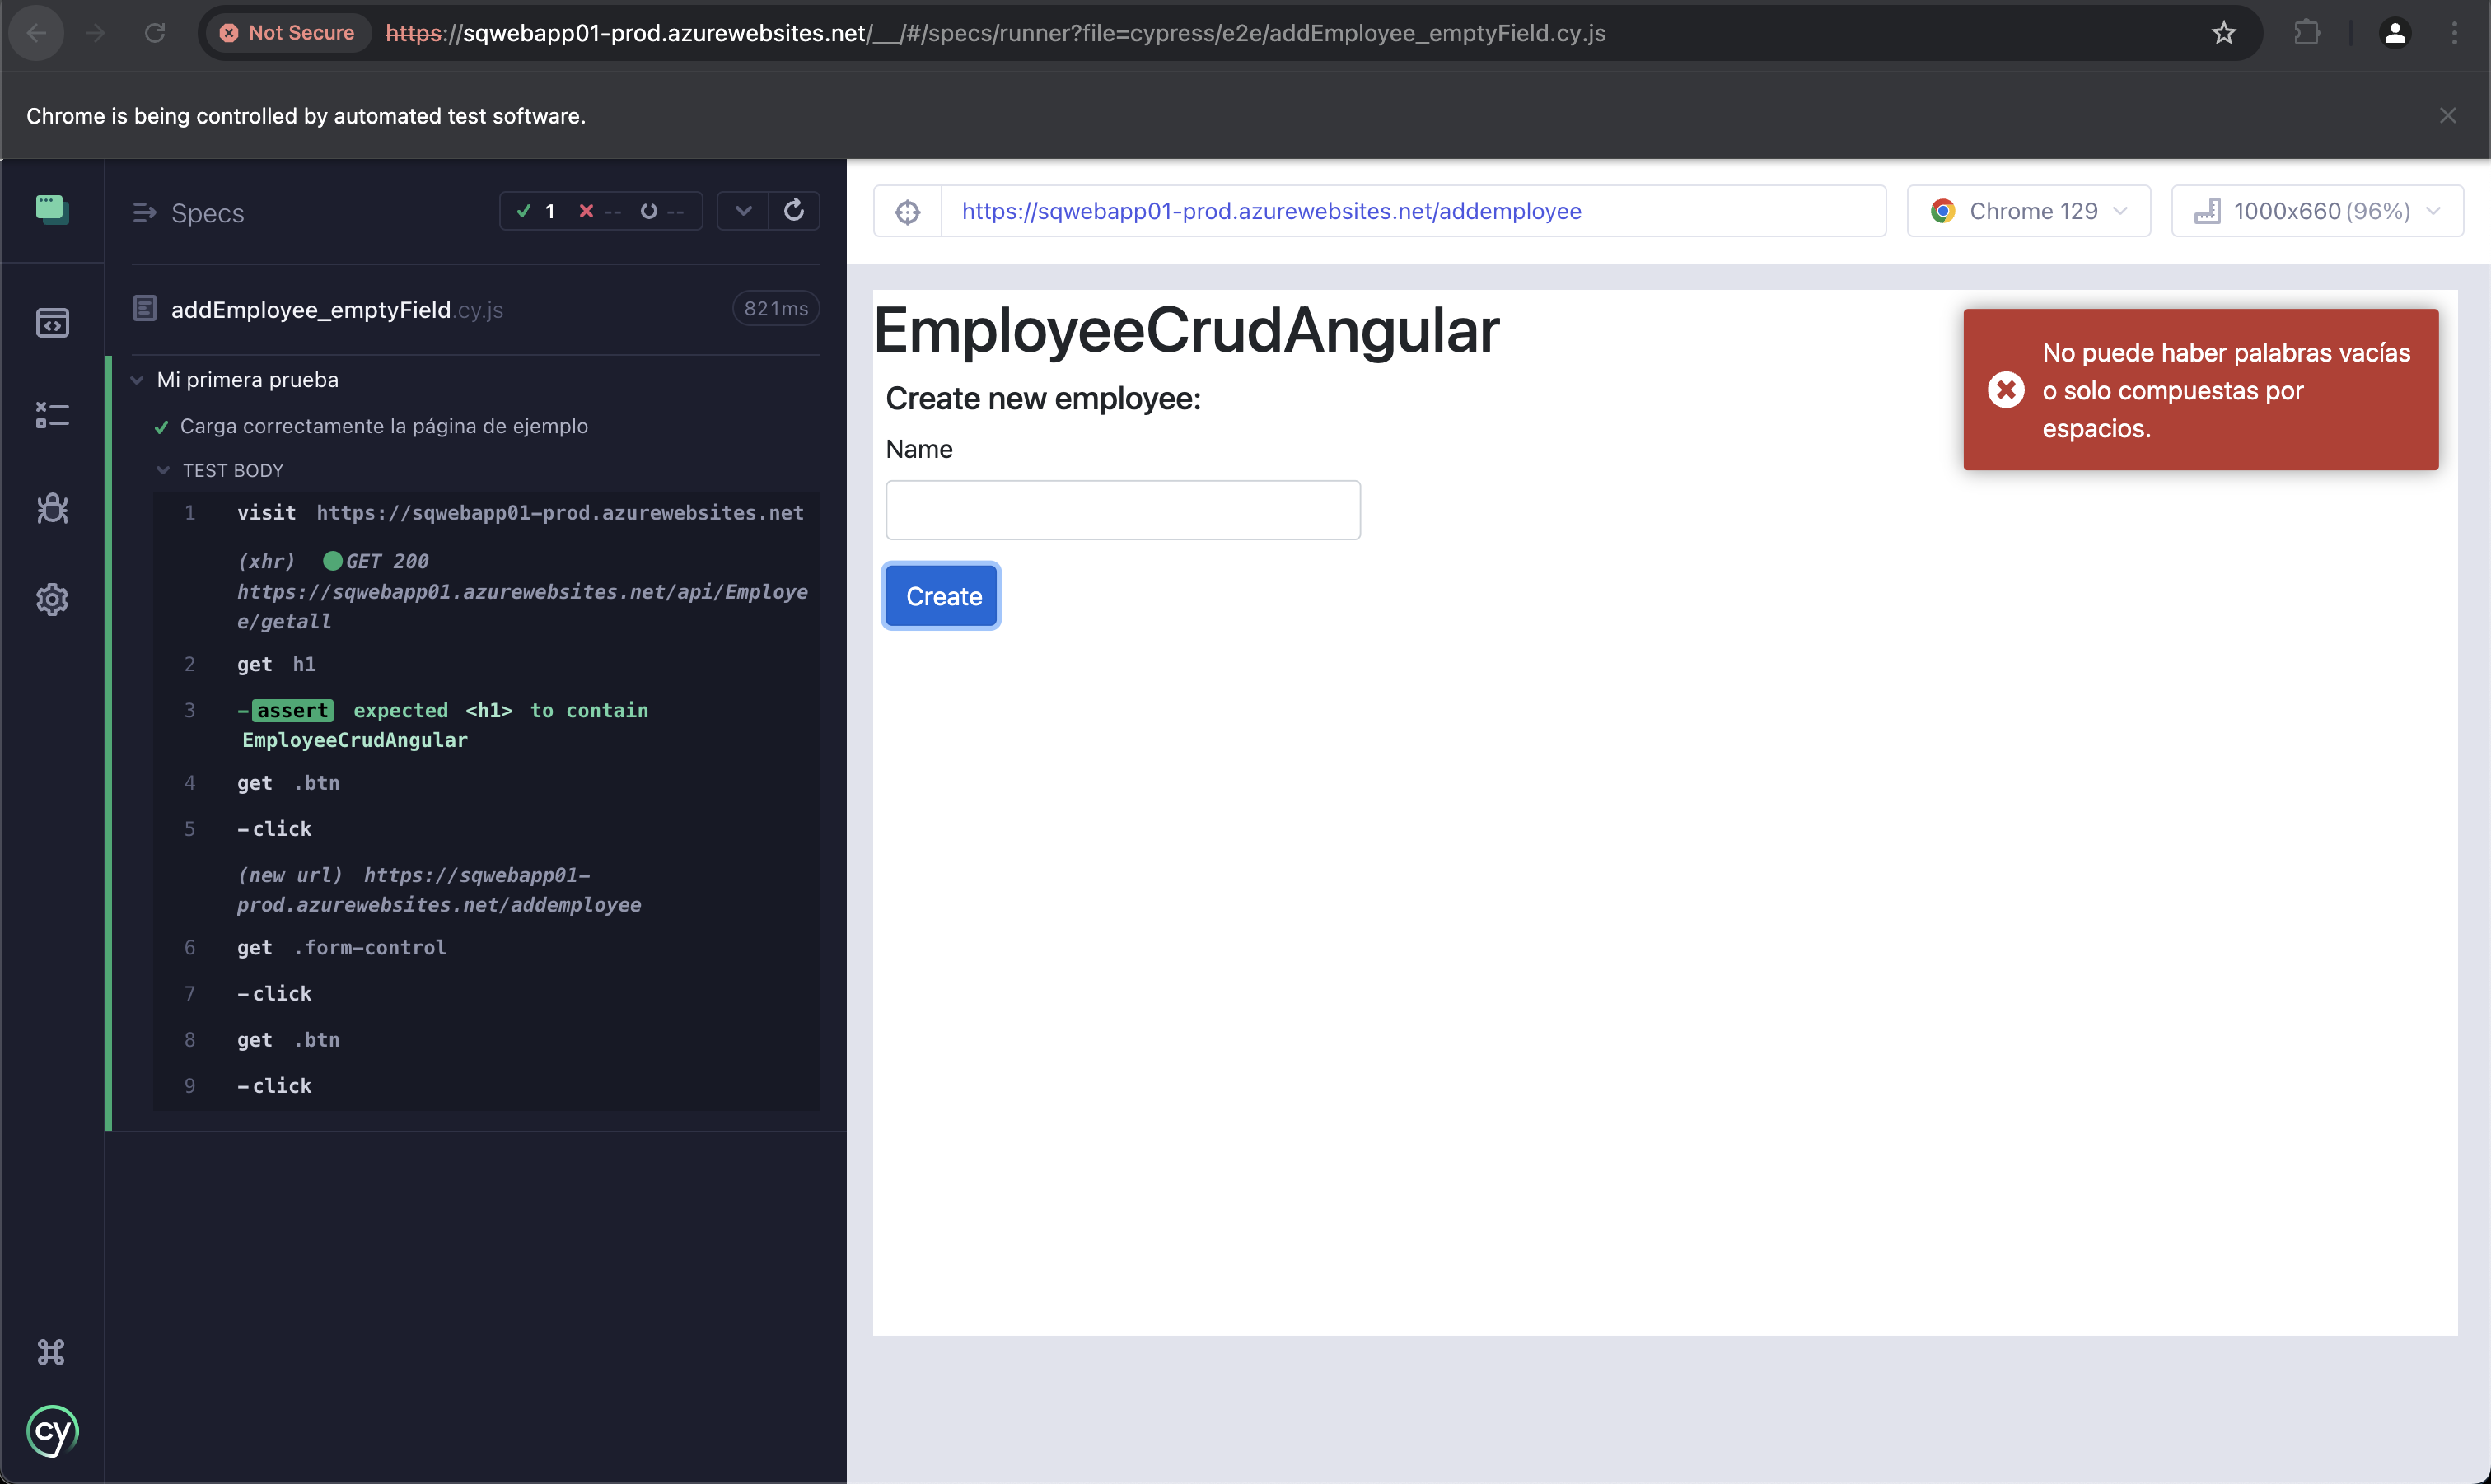 Not Secure https://sqwebapp01-prod.azurewebsites.net/__/#/specs/runner?file=cypress/e2e/addEmployee_emptyField.cy.js
Chrome is being controlled by automated test software.
Specs
1 -- --
addEmployee_emptyField.cy.js
821ms
Mi primera prueba
Carga correctamente la página de ejemplo
TEST BODY
1 visit https://sqwebapp01-prod.azurewebsites.net
(xhr) GET 200
https://sqwebapp01.azurewebsites.net/api/Employe
e/getall
2 get h1
3 -assert expected <h1> to contain
EmployeeCrudAngular
4 get .btn
5 -click
(new url) https://sqwebapp01-
prod.azurewebsites.net/addemployee
6 get .form-control
7 -click
8 get .btn
9 -click
cy
https://sqwebapp01-prod.azurewebsites.net/addemployee
Chrome 129
1000x660 (96%)
EmployeeCrudAngular
Create new employee:
Name
Create
No puede haber palabras vacías
o solo compuestas por
espacios.